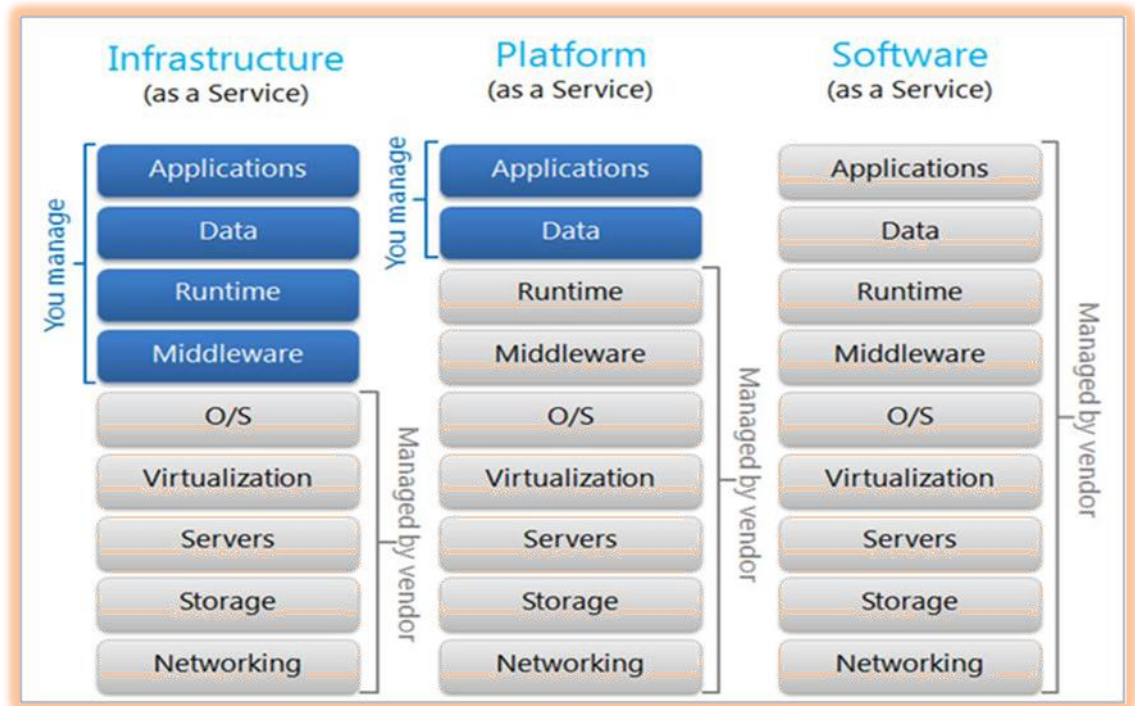 Infrastructure
(as a Service)
Platform
(as a Service)
Software
(as a Service)
You manage
Applications
Data
Runtime
Middleware
O/S
Virtualization
Servers
Storage
Networking
Managed by vendor
You manage
Applications
Data
Runtime
Middleware
O/S
Virtualization
Servers
Storage
Networking
Managed by vendor
Applications
Data
Runtime
Middleware
O/S
Virtualization
Servers
Storage
Networking
Managed by vendor